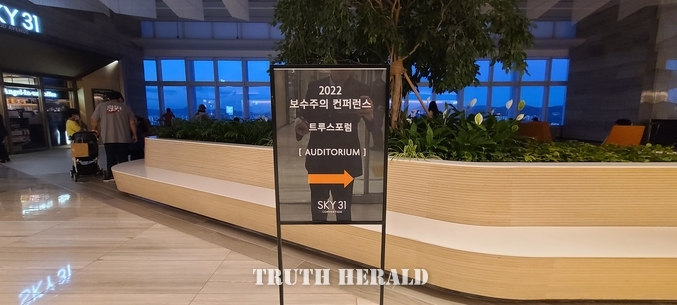 SKY 31
2022
보수주의 컨퍼런스
트루스포럼
[ AUDITORIUM ]
SKY 31
CONVENTION
TRUTH HERALD